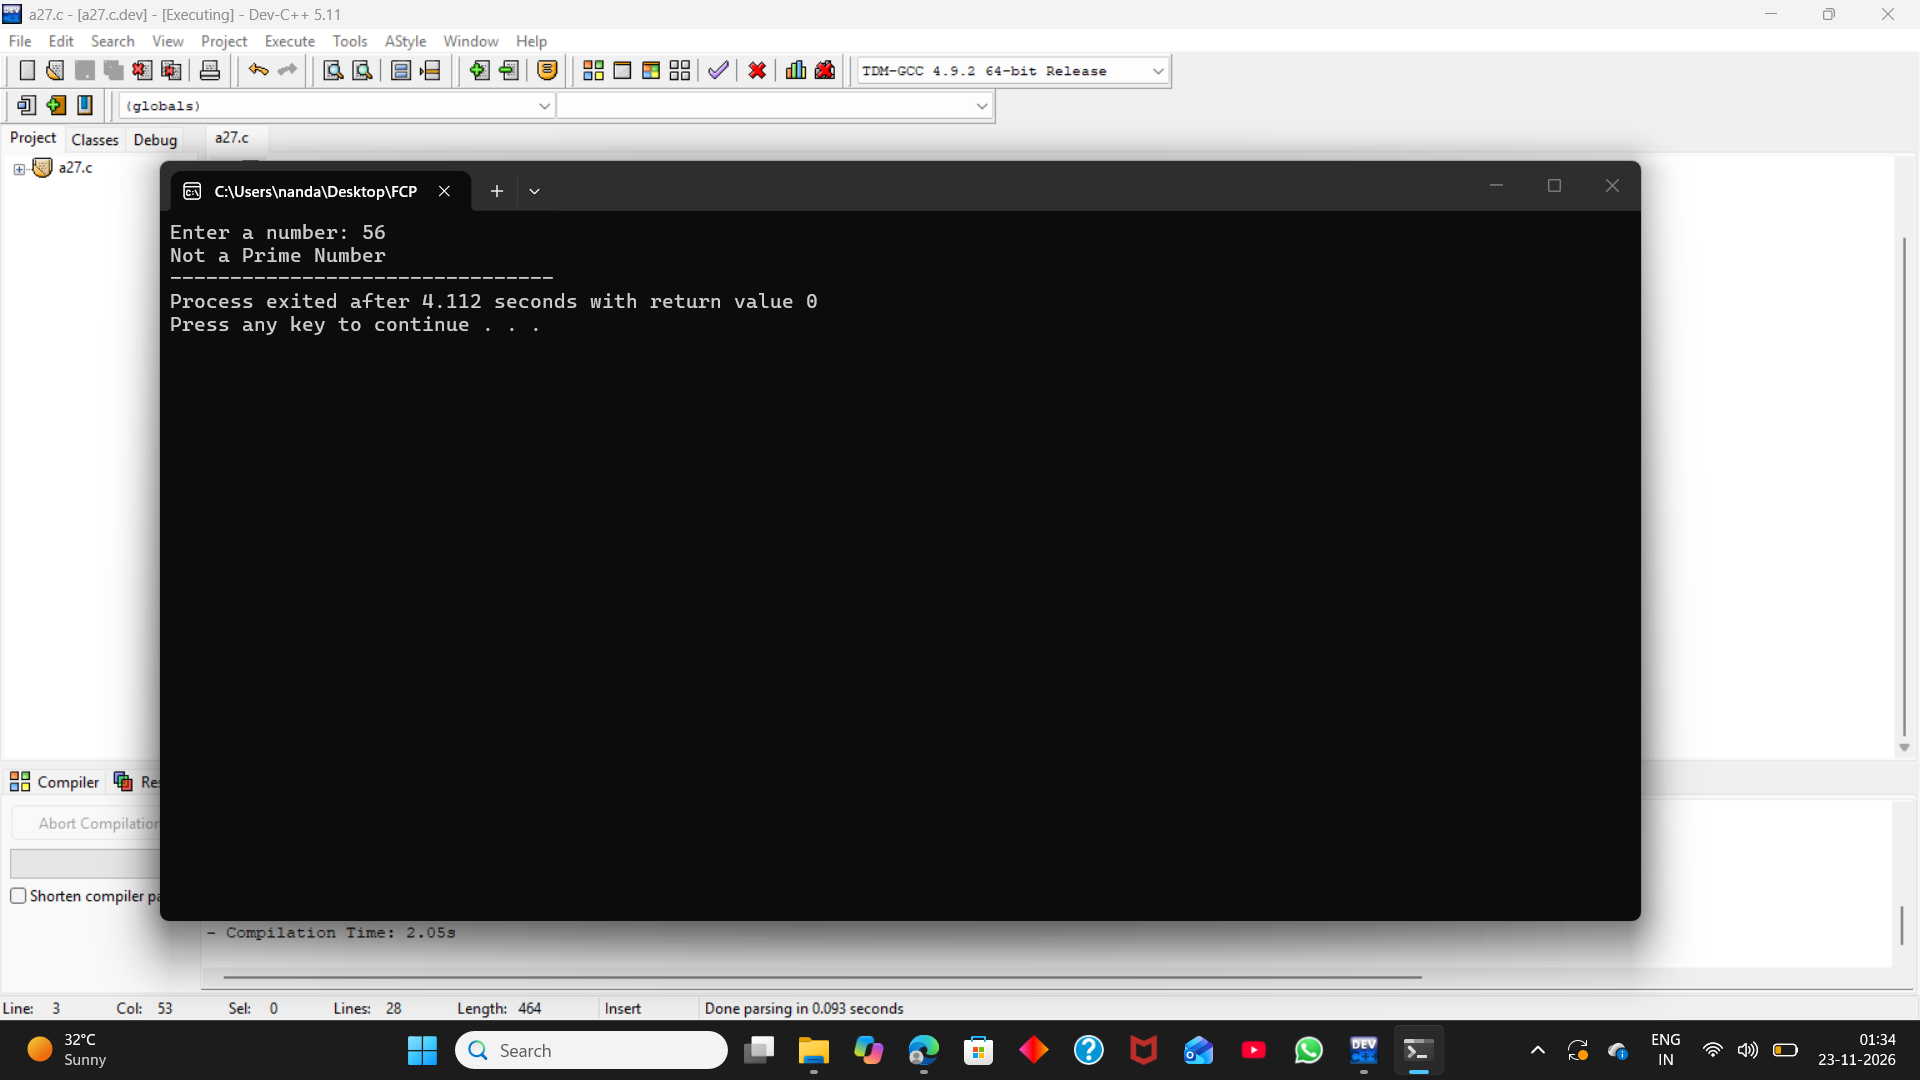 a27.c - [a27.c.dev] - [Executing] - Dev-C++ 5.11
File Edit Search View Project Execute Tools AStyle Window Help
TDM-GCC 4.9.2 64-bit Release
(globals)
Project Classes Debug a27.c
a27.c
C:\Users\nanda\Desktop\FCP
Enter a number: 56
Not a Prime Number
--------------------------------
Process exited after 4.112 seconds with return value 0
Press any key to continue . . .
Compiler
Abort Compilation
Shorten compiler
- Compilation Time: 2.05s
Line: 3 Col: 53 Sel: 0 Lines: 28 Length: 464 Insert Done parsing in 0.093 seconds
32°C
Sunny
Search
DEV
ENG
IN
01:34
23-11-2026